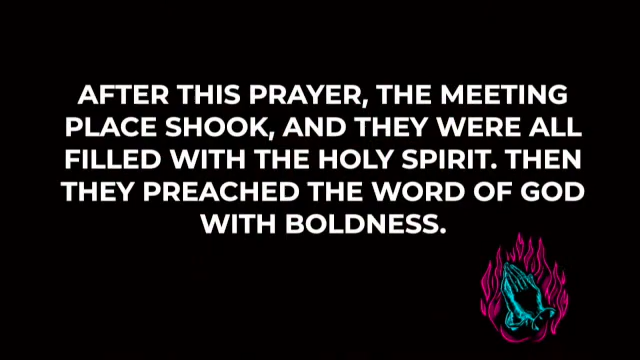 AFTER THIS PRAYER, THE MEETING
PLACE SHOOK, AND THEY WERE ALL
FILLED WITH THE HOLY SPIRIT. THEN
THEY PREACHED THE WORD OF GOD
WITH BOLDNESS.